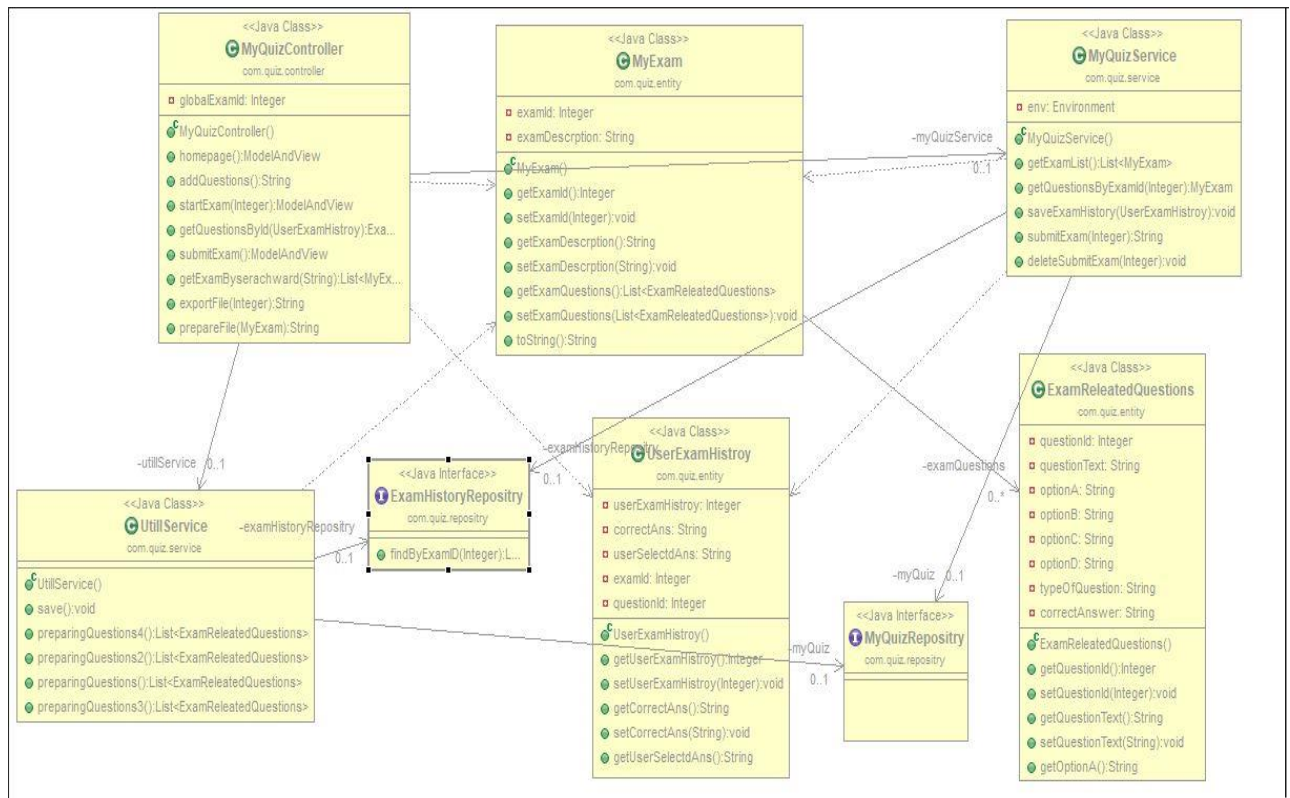 <<Java Class>>
MyQuizController
com.quiz.controller
globalExamId: Integer
MyQuizController()
homepage():ModelAndView
addQuestions():String
startExam(Integer):ModelAndView
getQuestionsById(UserExamHistroy):Exa...
submitExam():ModelAndView
getExamByserachward(String):List<MyEx...
exportFile(Integer):String
prepareFile(MyExam):String
<<Java Class>>
MyExam
com.quiz.entity
examId: Integer
examDescrption: String
MyExam()
getExamId():Integer
setExamId(Integer):void
getExamDescrption():String
setExamDescrption(String):void
getExamQuestions():List<ExamReleatedQuestions>
setExamQuestions(List<ExamReleatedQuestions>):void
toString():String
-myQuizService
0..1
<<Java Class>>
MyQuizService
com.quiz.service
env: Environment
MyQuizService()
getExamList():List<MyExam>
getQuestionsByExamId(Integer):MyExam
saveExamHistory(UserExamHistroy):void
submitExam(Integer):String
deleteSubmitExam(Integer):void
-utillService 0..1
<<Java Class>>
UtillService
com.quiz.service
UtillService()
save():void
preparingQuestions4():List<ExamReleatedQuestions>
preparingQuestions2():List<ExamReleatedQuestions>
preparingQuestions():List<ExamReleatedQuestions>
preparingQuestions3():List<ExamReleatedQuestions>
-examHistoryRepositry
0..1
<<Java Interface>>
ExamHistoryRepositry
com.quiz.repositry
findByExamID(Integer):L...
-examHistoryRepositry
0..1
<<Java Class>>
UserExamHistroy
com.quiz.entity
userExamHistroy: Integer
correctAns: String
userSelectdAns: String
examId: Integer
questionId: Integer
UserExamHistroy()
getUserExamHistroy():Integer
setUserExamHistroy(Integer):void
getCorrectAns():String
setCorrectAns(String):void
getUserSelectdAns():String
-myQuiz
0..1
-myQuiz 0..1
<<Java Interface>>
MyQuizRepositry
com.quiz.repositry
-examQuestions
0..*
<<Java Class>>
ExamReleatedQuestions
com.quiz.entity
questionId: Integer
questionText: String
optionA: String
optionB: String
optionC: String
optionD: String
typeOfQuestion: String
correctAnswer: String
ExamReleatedQuestions()
getQuestionId():Integer
setQuestionId(Integer):void
getQuestionText():String
setQuestionText(String):void
getOptionA():String